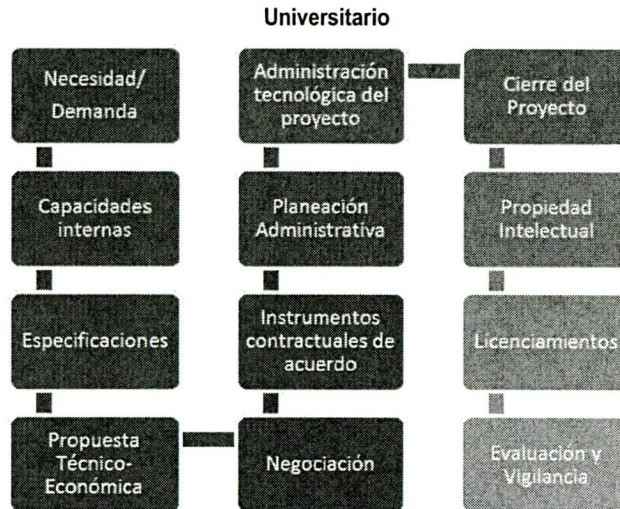 Universitario
Necesidad/
Demanda
Capacidades
internas
Especificaciones
Propuesta
Técnico-
Económica
Negociación
Instrumentos
contractuales de
acuerdo
Planeación
Administrativa
Administración
tecnológica del
proyecto
Cierre del
Proyecto
Propiedad
Intelectual
Licenciamientos
Evaluación y
Vigilancia